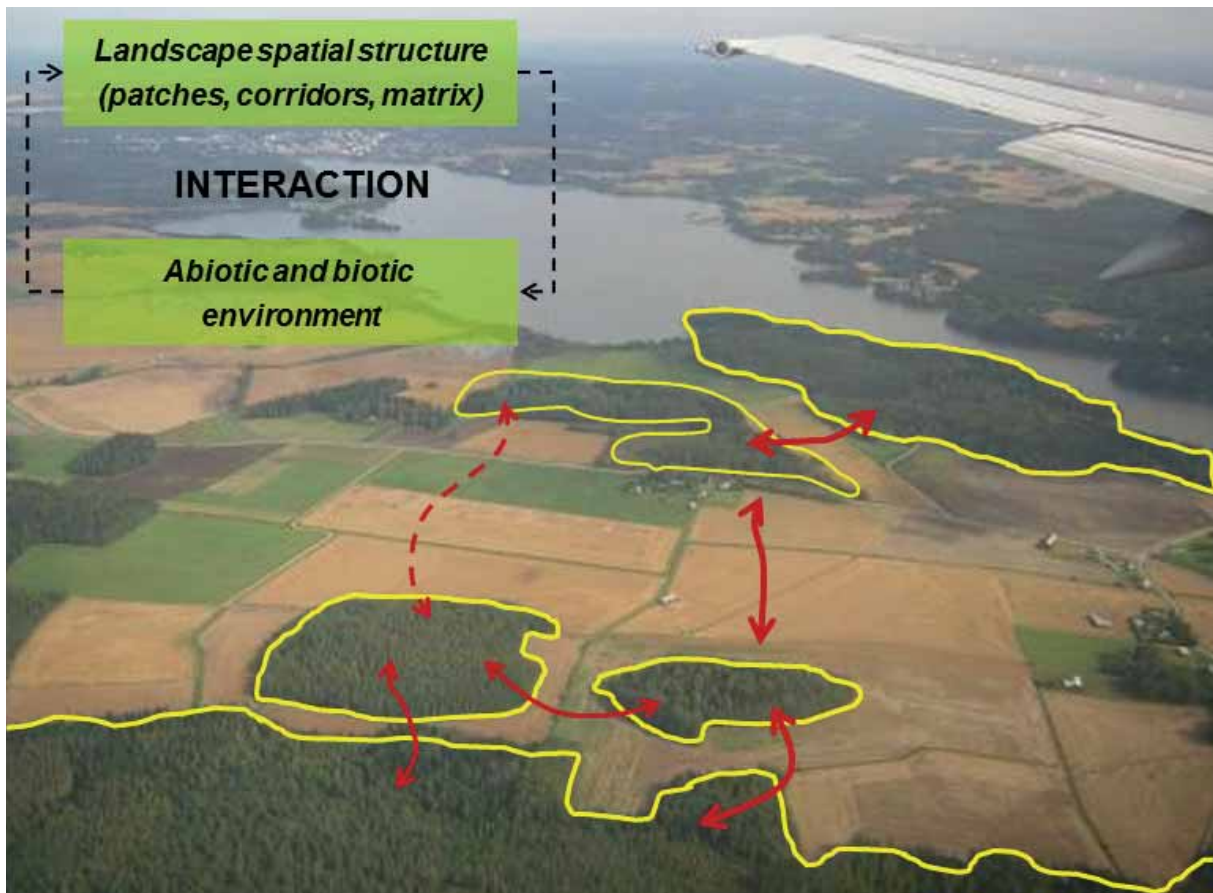 Landscape spatial structure
(patches, corridors, matrix)
INTERACTION
Abiotic and biotic
environment